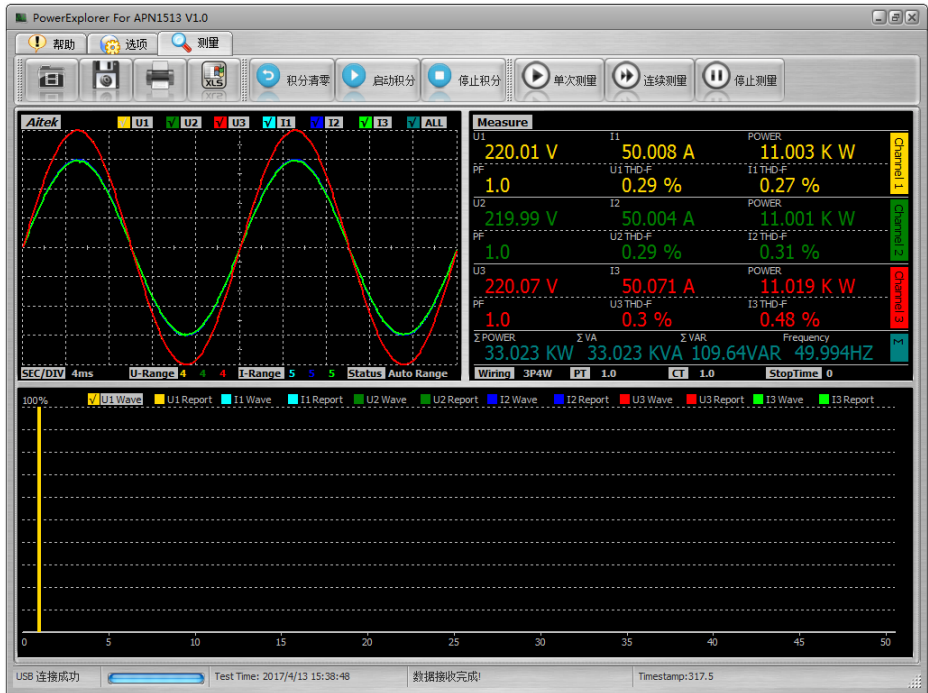 PowerExplorer For APN1513 V1.0
帮助 选项 测量
XLS 积分清零 启动积分 停止积分 单次测量 连续测量 停止测量
Aitek √ U1 √ U2 √ U3 √ I1 √ I2 √ I3 √ ALL
SEC/DIV 4ms U-Range 4 4 4 I-Range 5 5 5 Status Auto Range
Measure
U1 I1 POWER
220.01 V 50.008 A 11.003 K W
PF U1 THD-F I1 THD-F
1.0 0.29 % 0.27 %
Channel 1
U2 I2 POWER
219.99 V 50.004 A 11.001 K W
PF U2 THD-F I2 THD-F
1.0 0.29 % 0.31 %
Channel 2
U3 I3 POWER
220.07 V 50.071 A 11.019 K W
PF U3 THD-F I3 THD-F
1.0 0.3 % 0.48 %
Channel 3
Σ POWER Σ VA Σ VAR Frequency
33.023 KW 33.023 KVA 109.64VAR 49.994HZ
Σ
Wiring 3P4W PT 1.0 CT 1.0 StopTime 0
100% √ U1 Wave U1 Report I1 Wave I1 Report U2 Wave U2 Report I2 Wave I2 Report U3 Wave U3 Report I3 Wave I3 Report
0 5 10 15 20 25 30 35 40 45 50
USB 连接成功 Test Time: 2017/4/13 15:38:48 数据接收完成! Timestamp:317.5